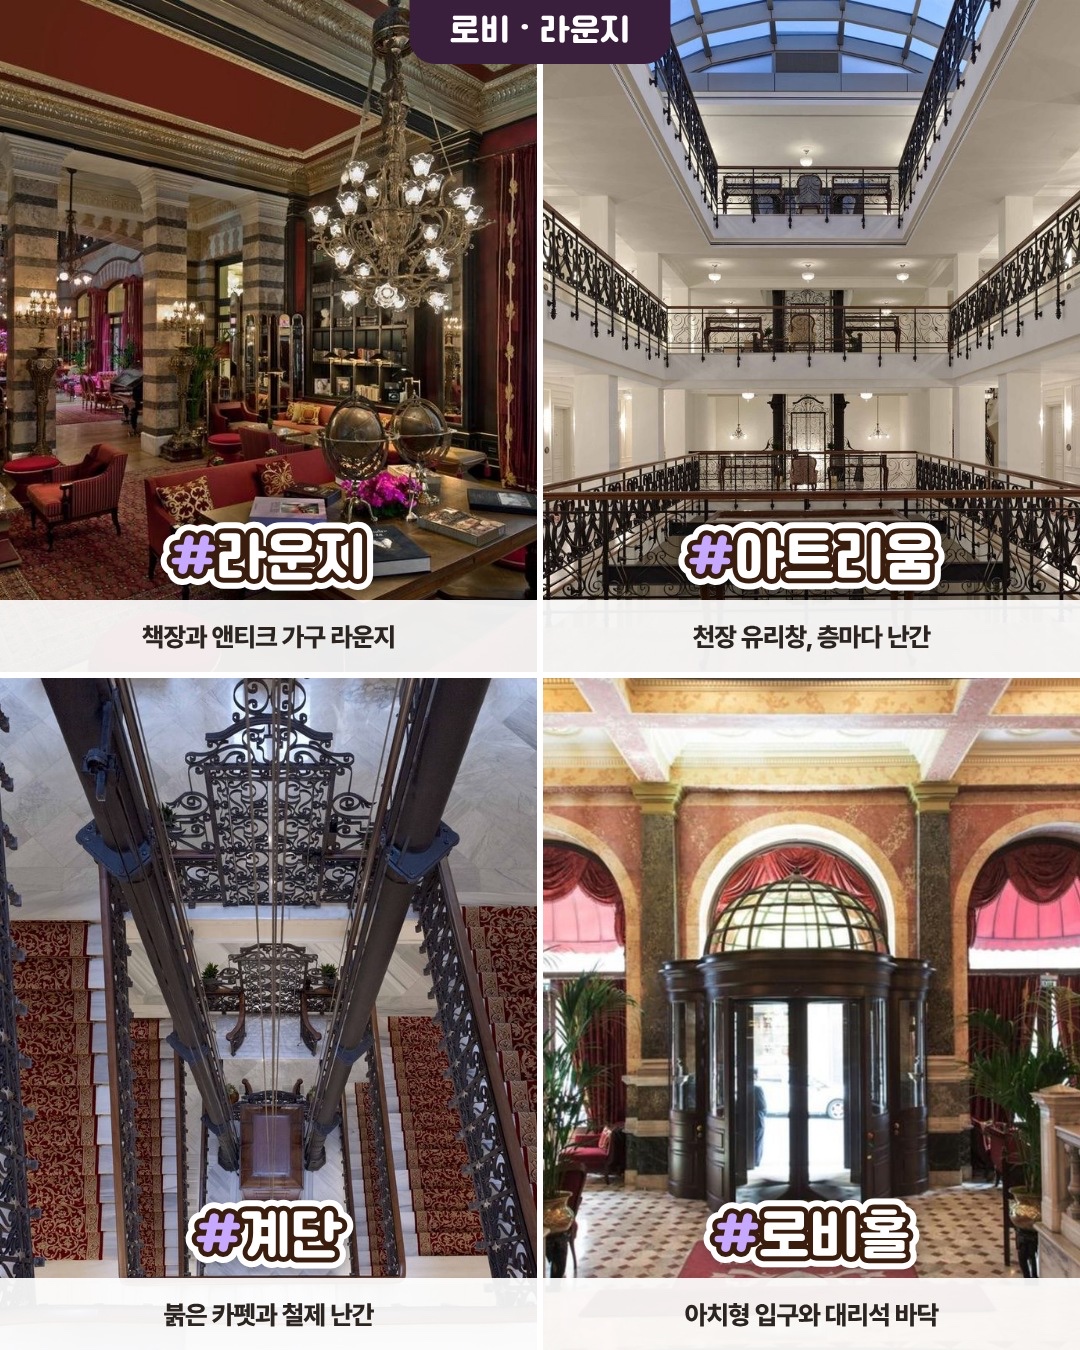 로비 · 라운지
#라운지
책장과 앤티크 가구 라운지
#아트리움
천장 유리창, 층마다 난간
#계단
붉은 카펫과 철제 난간
#로비홀
아치형 입구와 대리석 바닥